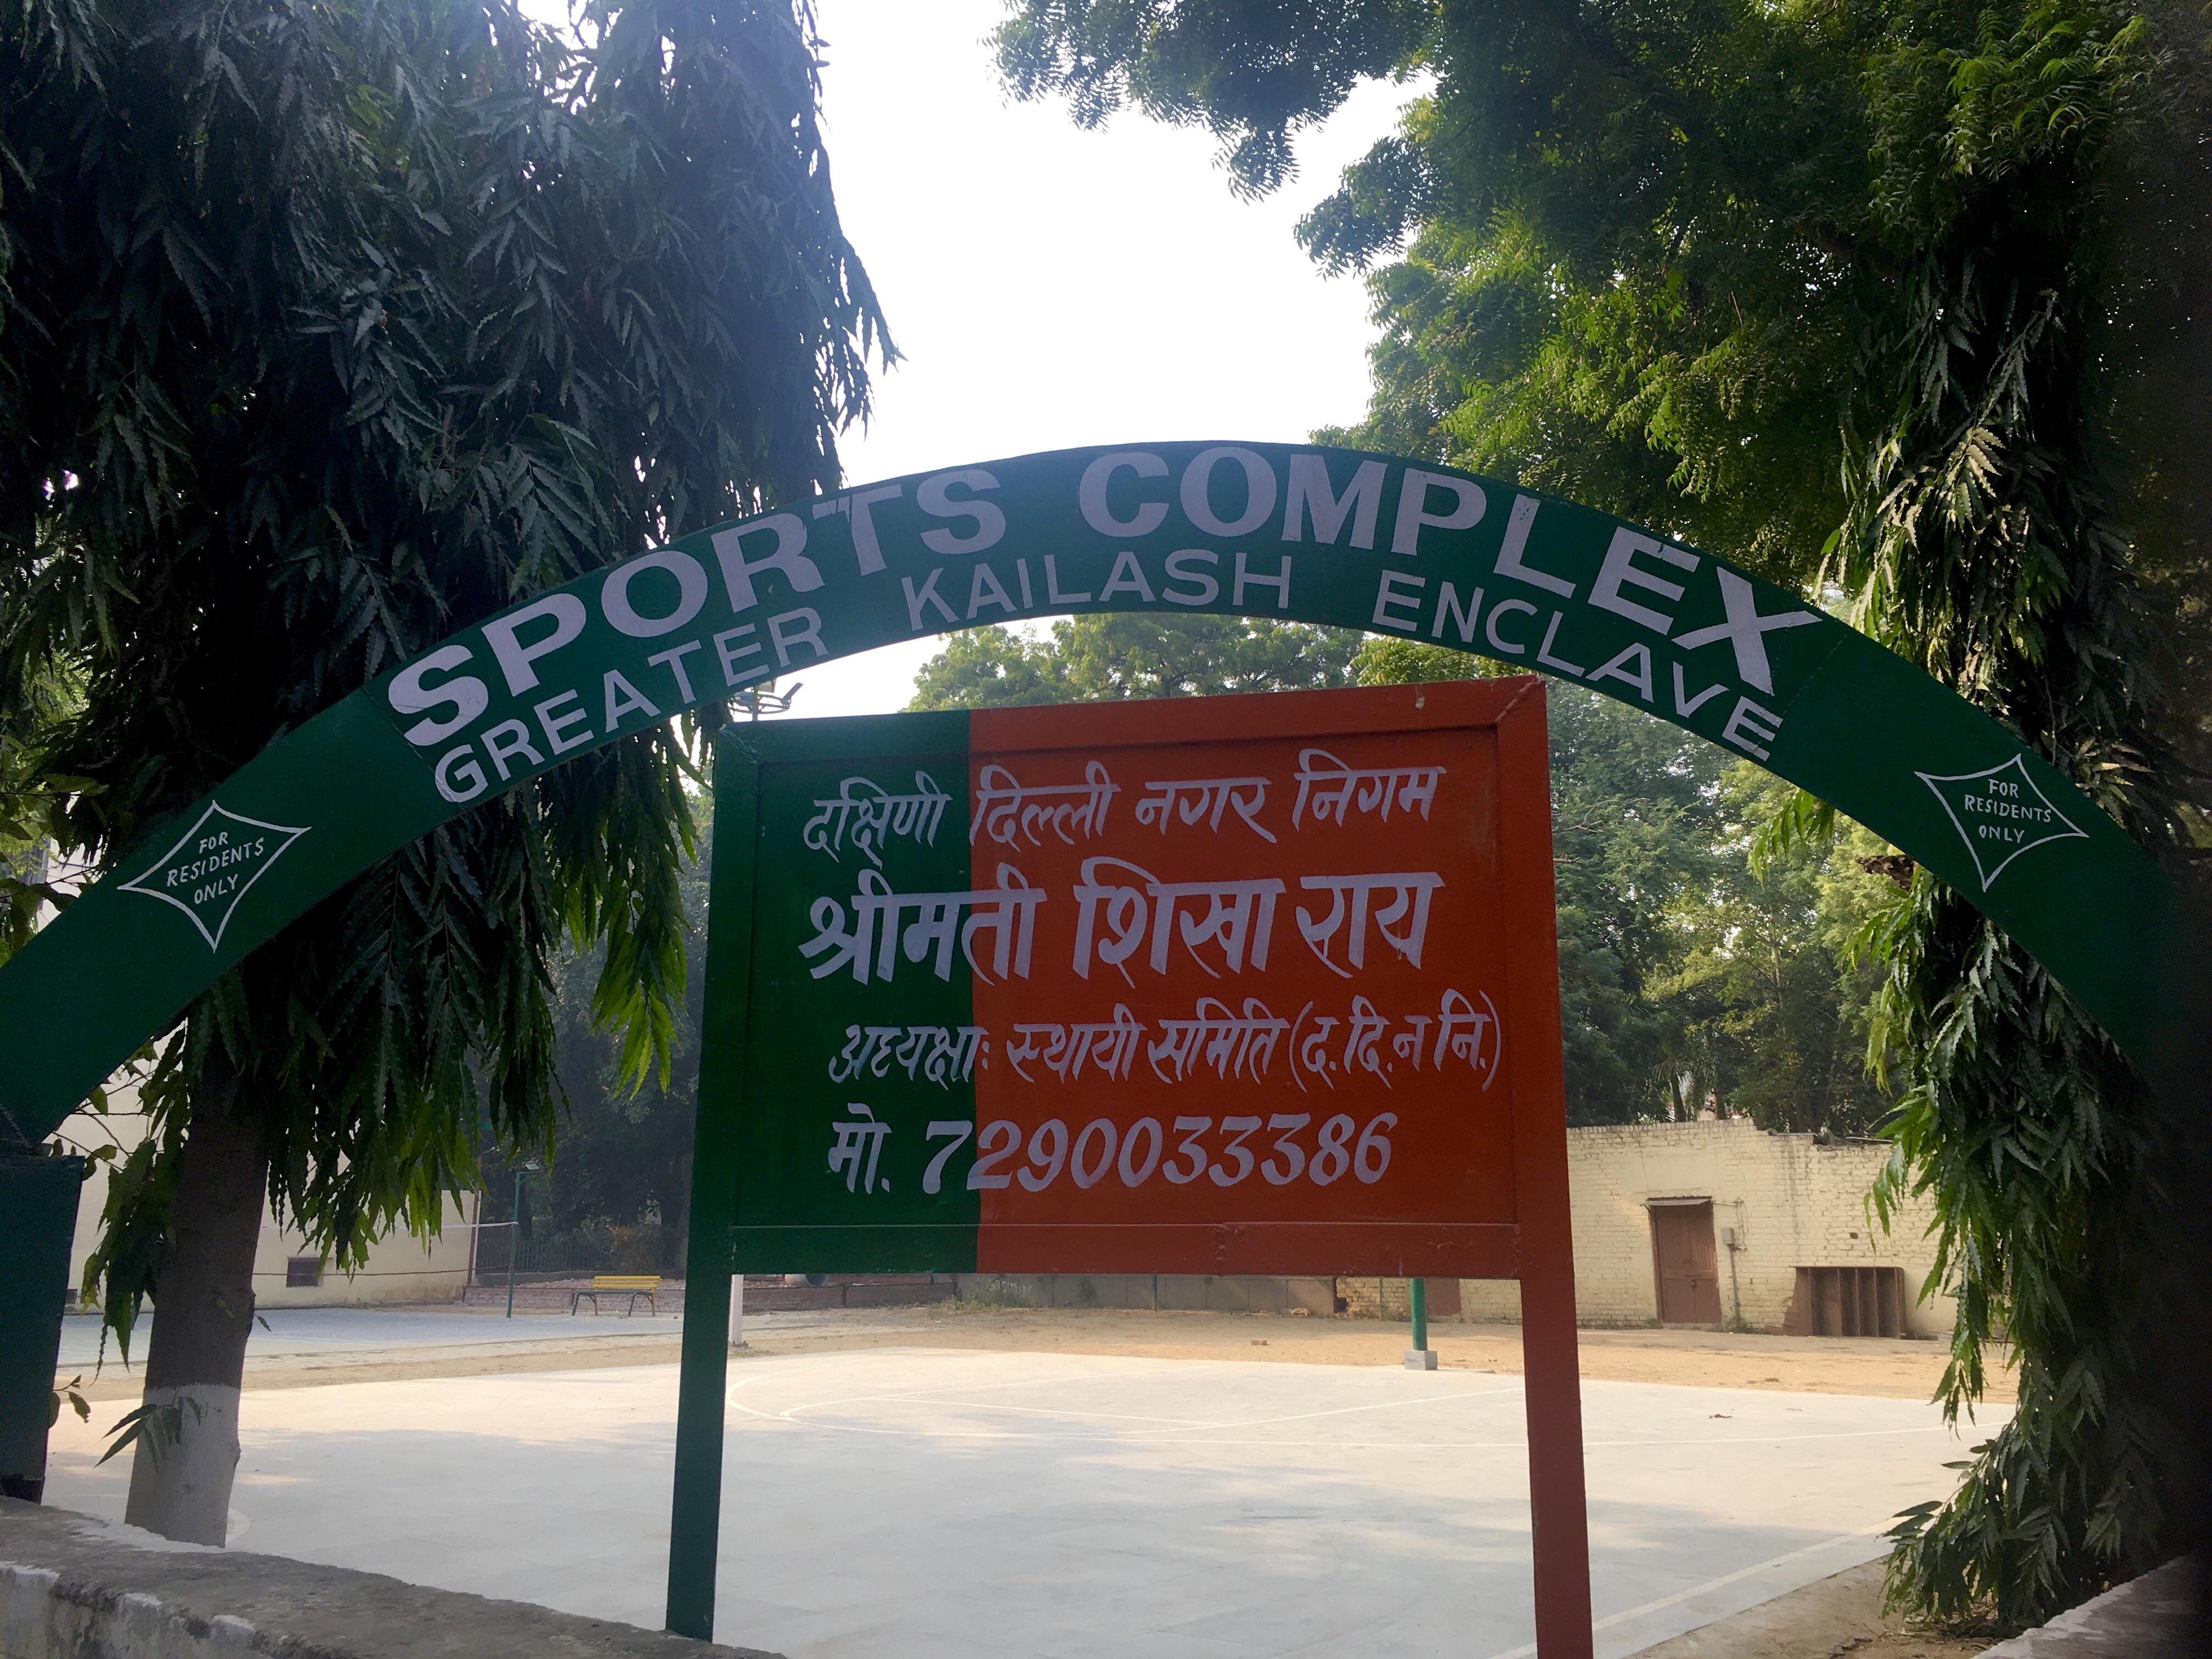 SPORTS COMPLEX
GREATER KAILASH ENCLAVE
FOR
RESIDENTS
ONLY
FOR
RESIDENTS
ONLY
दक्षिणी दिल्ली नगर निगम
श्रीमती शिखा राय
अध्यक्षाः स्थायी समिति (द.दि.न नि.)
मो. 7290033386